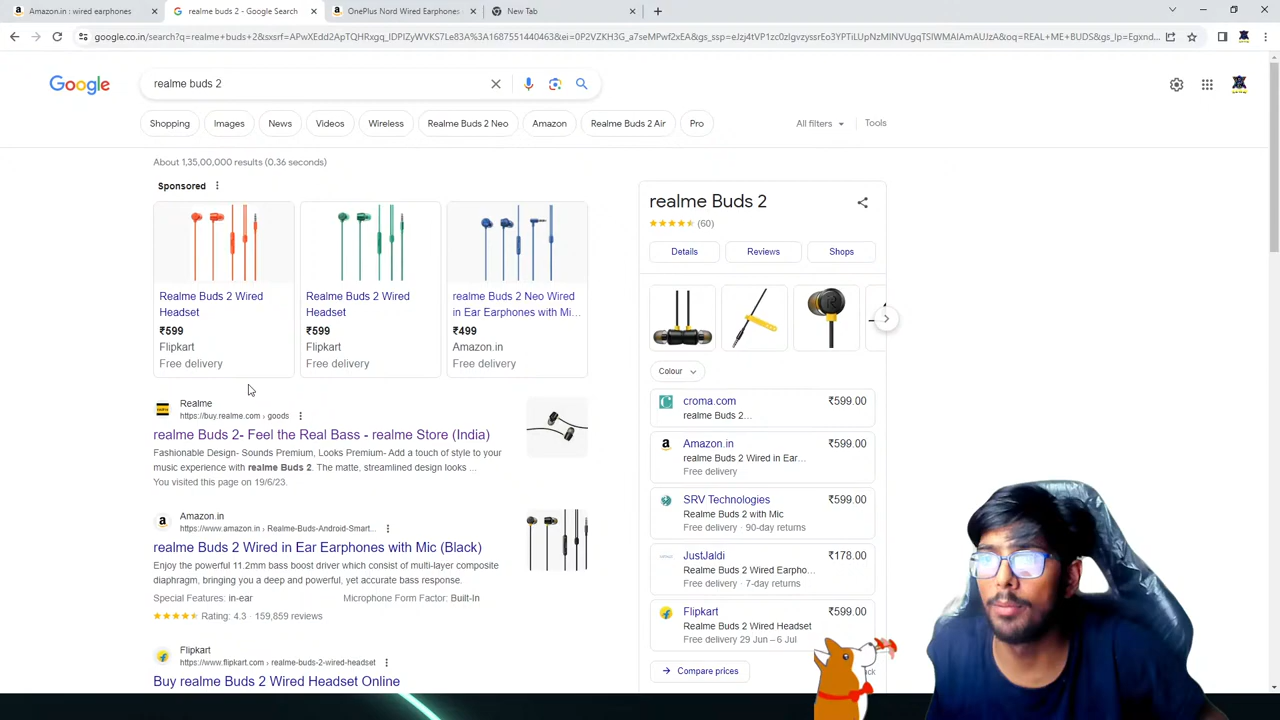 Amazon.in : wired earphones
realme buds 2 - Google Search
OnePlus Nord Wired Earphones
New Tab
google.co.in/search?q=realme+buds+2&
Google
realme buds 2
Shopping
Images
News
Videos
Wireless
Realme Buds 2 Neo
Amazon
Realme Buds 2 Air
Pro
All filters
Tools
About 1,35,00,000 results (0.36 seconds)
Sponsored
Realme Buds 2 Wired
Headset
₹599
Flipkart
Free delivery
Realme Buds 2 Wired
Headset
₹599
Flipkart
Free delivery
realme Buds 2 Neo Wired
in Ear Earphones with Mi...
₹499
Amazon.in
Free delivery
Realme
https://buy.realme.com › goods
realme Buds 2- Feel the Real Bass - realme Store (India)
Fashionable Design- Sounds Premium, Looks Premium- Add a touch of style to your
music experience with realme Buds 2. The matte, streamlined design looks ...
You visited this page on 19/6/23.
Amazon.in
https://www.amazon.in › Realme-Buds-Android-Smart...
realme Buds 2 Wired in Ear Earphones with Mic (Black)
Enjoy the powerful 11.2mm bass boost driver which consist of multi-layer composite
diaphragm, bringing you a deep and powerful, yet accurate bass response.
Special Features: in-ear
Microphone Form Factor: Built-In
Rating: 4.3 · 159,859 reviews
Flipkart
https://www.flipkart.com › realme-buds-2-wired-headset
Buy realme Buds 2 Wired Headset Online
realme Buds 2
(60)
Details
Reviews
Shops
Colour
croma.com
₹599.00
realme Buds 2...
Amazon.in
₹599.00
realme Buds 2 Wired in Ear...
Free delivery
SRV Technologies
₹599.00
Realme Buds 2 with Mic
Free delivery · 90-day returns
JustJaldi
₹178.00
Realme Buds 2 Wired Earpho...
Free delivery · 7-day returns
Flipkart
₹599.00
Realme Buds 2 Wired Headset
Free delivery 29 Jun – 6 Jul
Compare prices